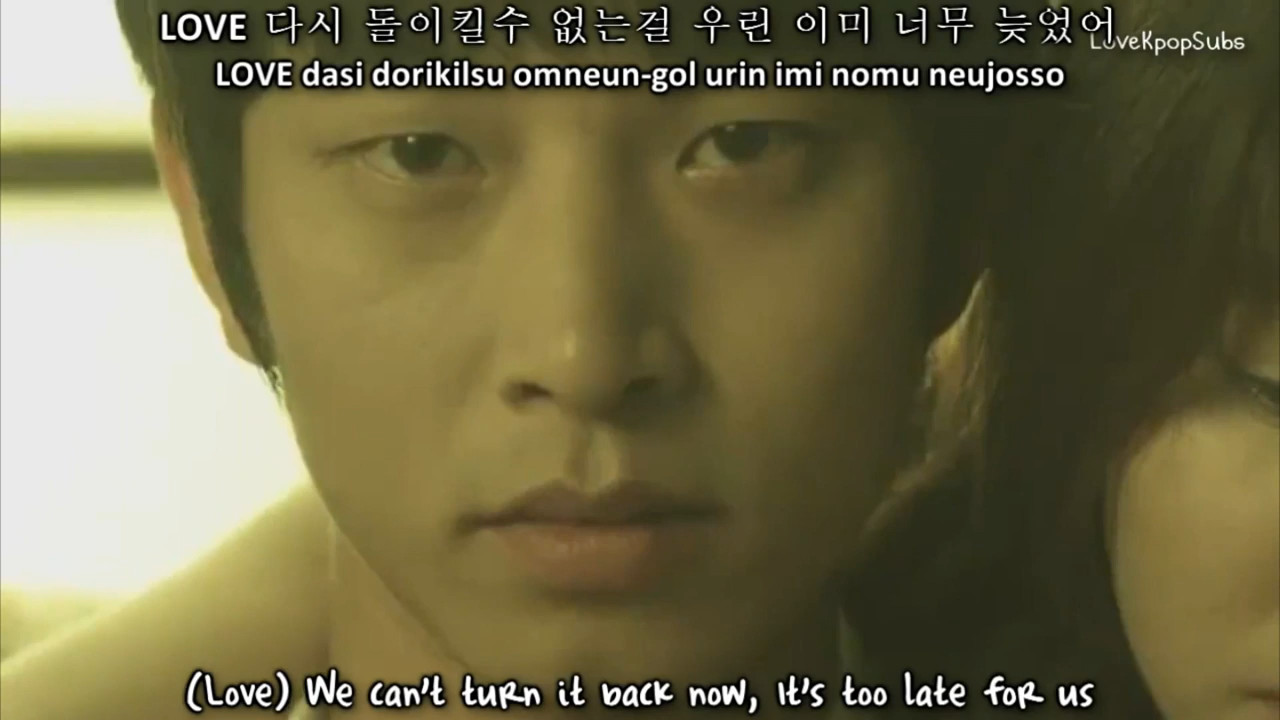 LOVE 다시 돌이킬수 없는걸 우린 이미 너무 늦었어
LoveKpopSubs
LOVE dasi dorikilsu omneun-gol urin imi nomu neujosso
(Love) We can't turn it back now, It's too late for us